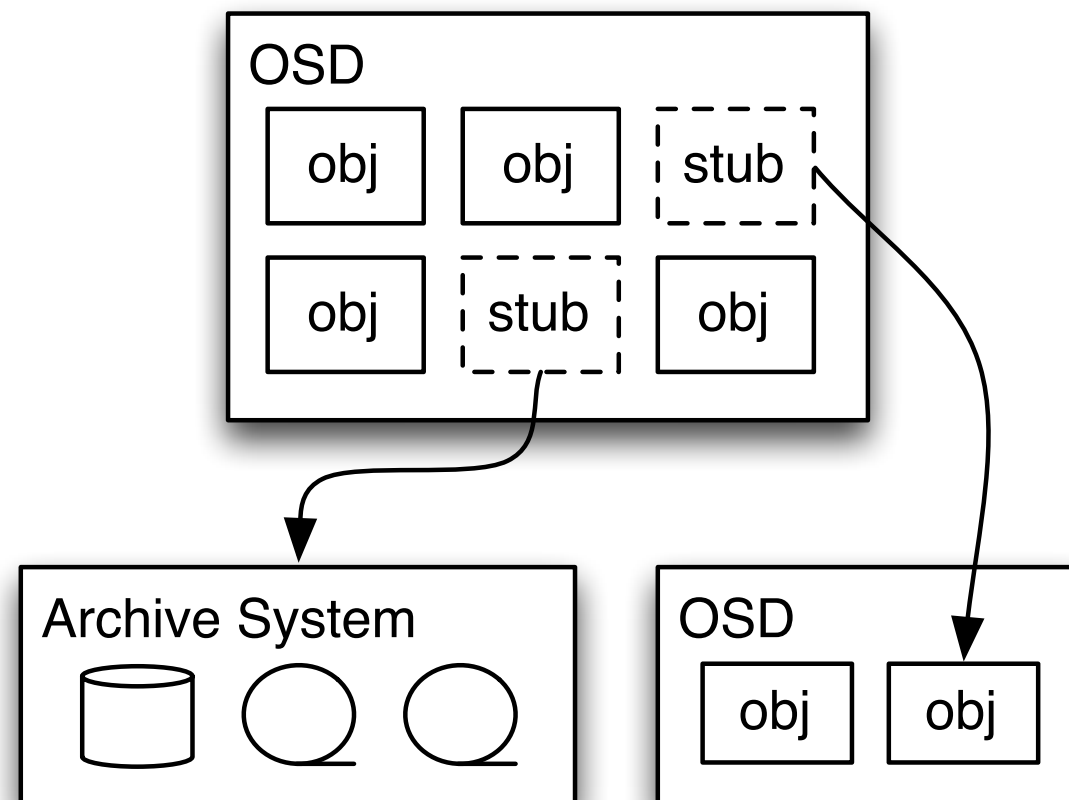 OSD
obj obj stub
obj stub obj
Archive System
OSD
obj obj